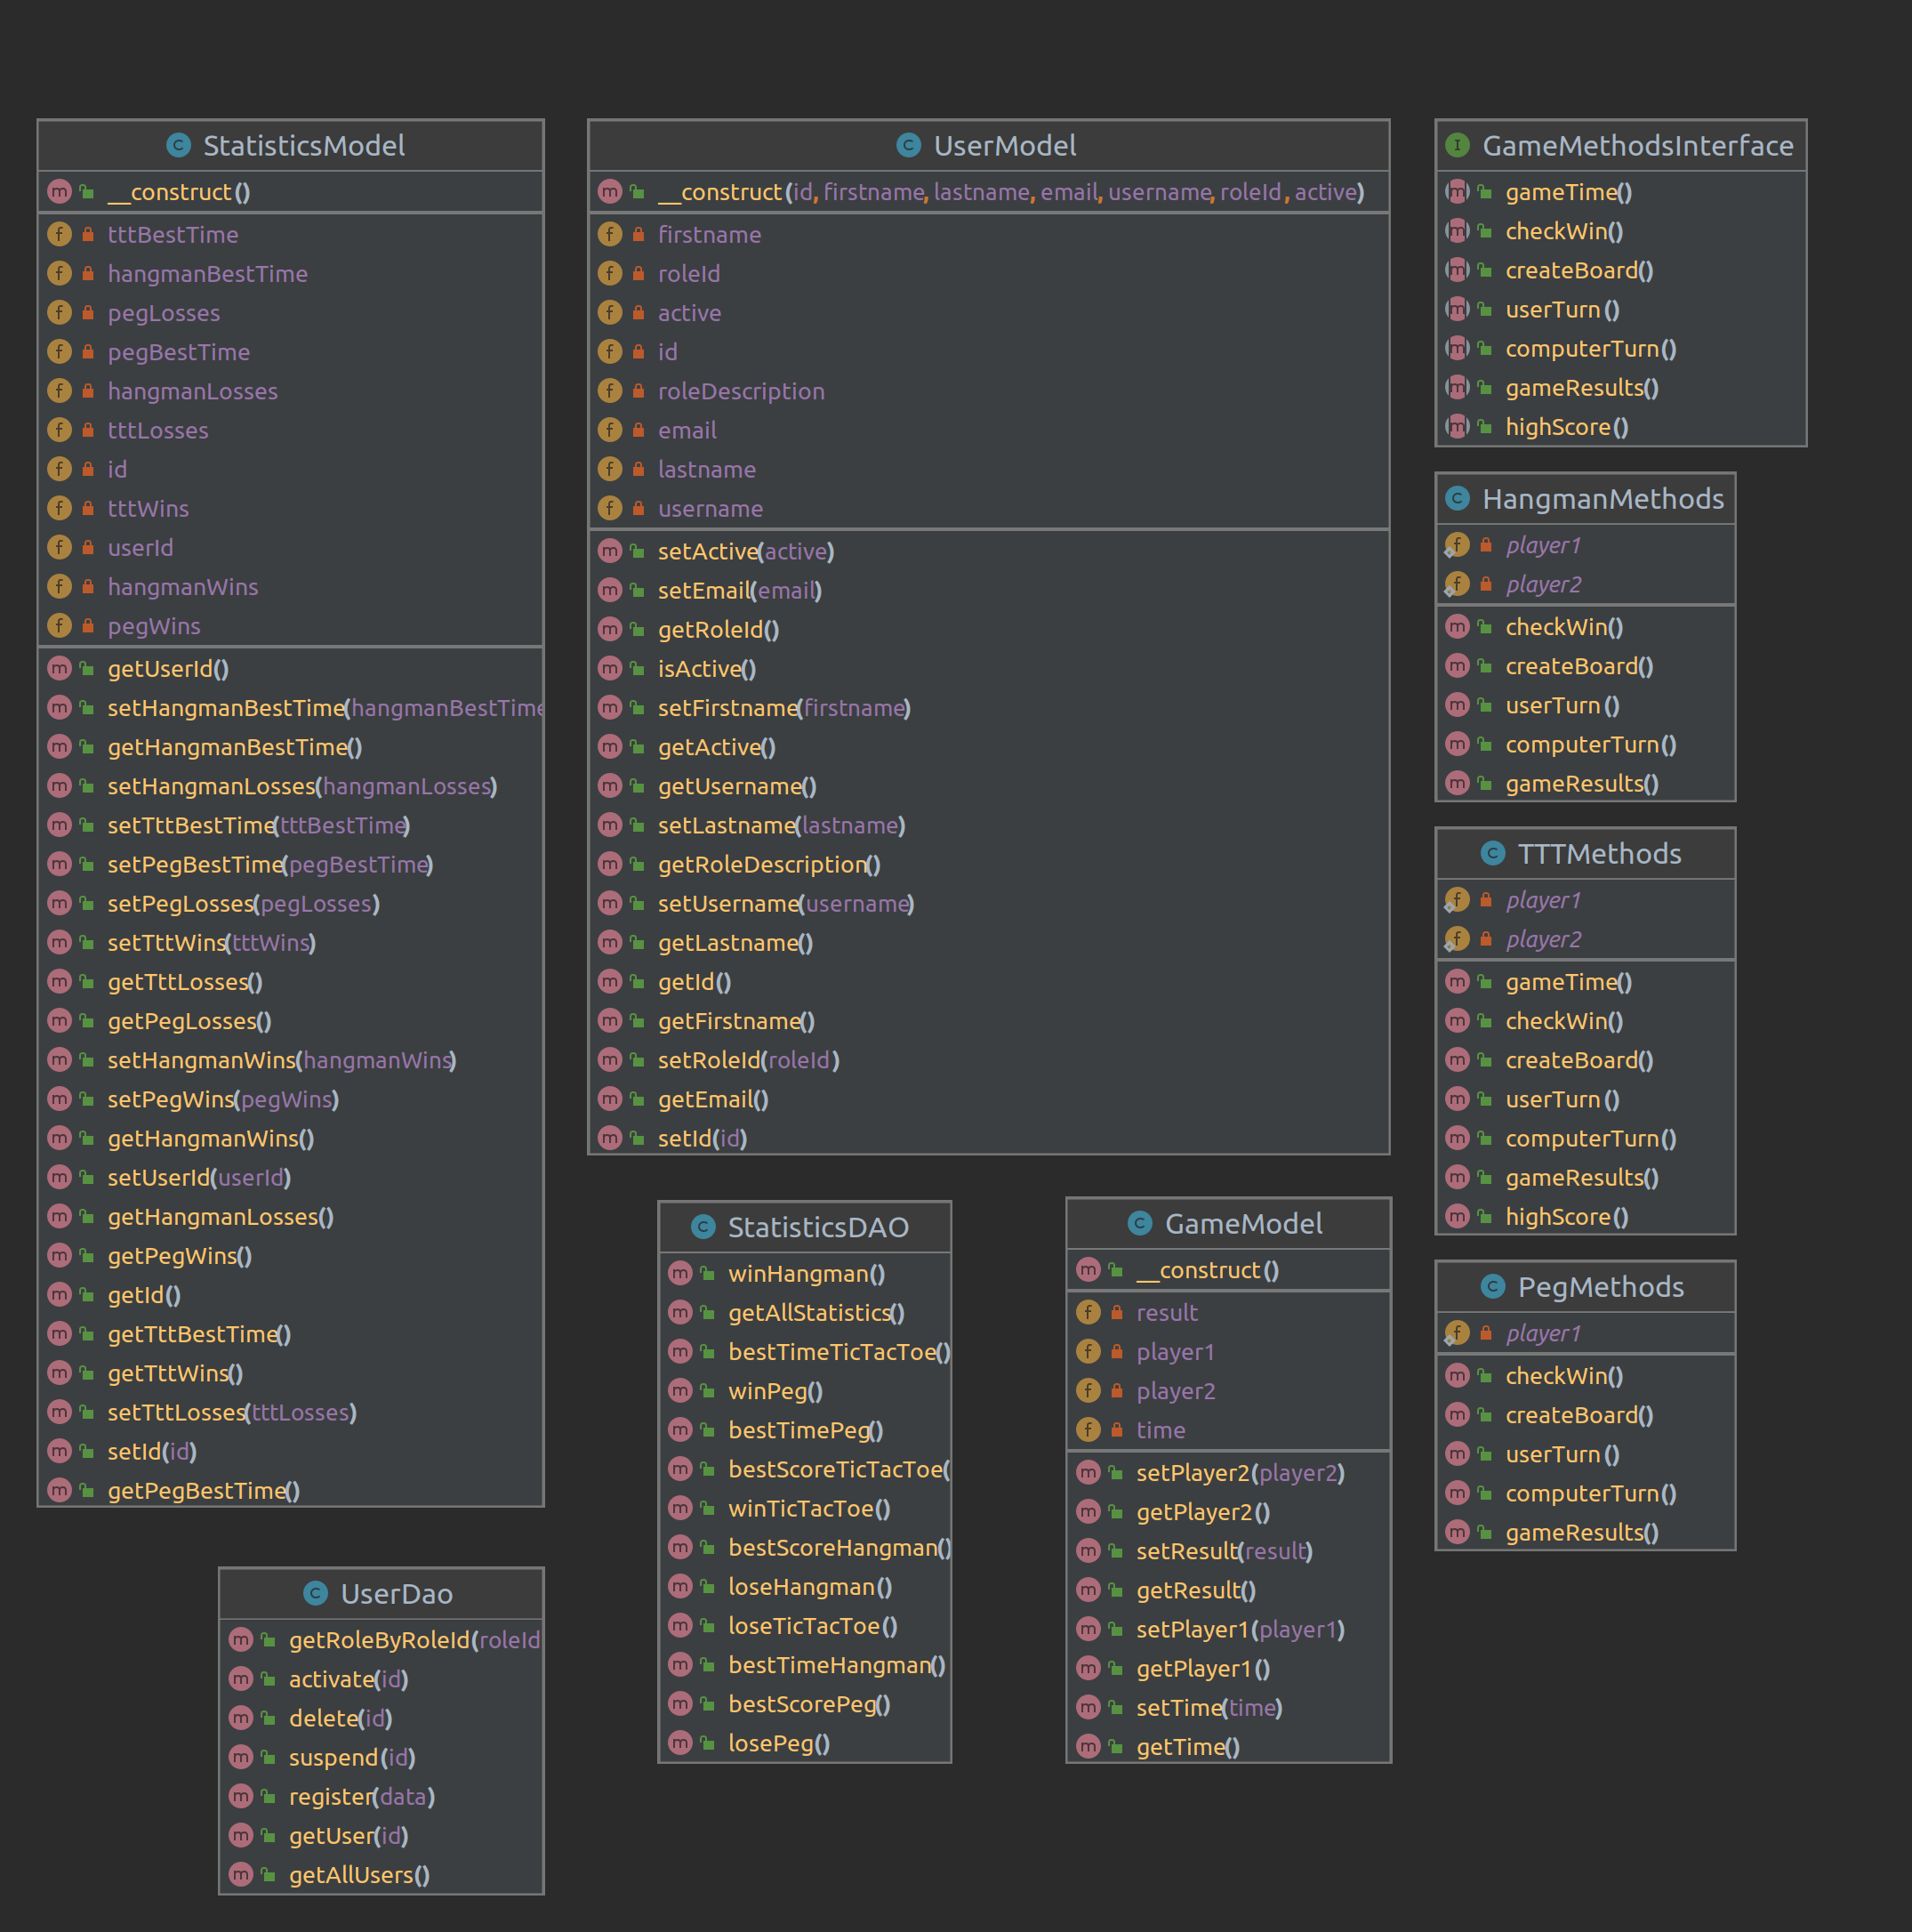 StatisticsModel
__construct()
tttBestTime
hangmanBestTime
pegLosses
pegBestTime
hangmanLosses
tttLosses
id
tttWins
userId
hangmanWins
pegWins
getUserId()
setHangmanBestTime(hangmanBestTime
getHangmanBestTime()
setHangmanLosses(hangmanLosses)
setTttBestTime(tttBestTime)
setPegBestTime(pegBestTime)
setPegLosses(pegLosses)
setTttWins(tttWins)
getTttLosses()
getPegLosses()
setHangmanWins(hangmanWins)
setPegWins(pegWins)
getHangmanWins()
setUserId(userId)
getHangmanLosses()
getPegWins()
getId()
getTttBestTime()
getTttWins()
setTttLosses(tttLosses)
setId(id)
getPegBestTime()
UserDao
getRoleByRoleId(roleId
activate(id)
delete(id)
suspend(id)
register(data)
getUser(id)
getAllUsers()
UserModel
__construct(id, firstname, lastname, email, username, roleId, active)
firstname
roleId
active
id
roleDescription
email
lastname
username
setActive(active)
setEmail(email)
getRoleId()
isActive()
setFirstname(firstname)
getActive()
getUsername()
setLastname(lastname)
getRoleDescription()
setUsername(username)
getLastname()
getId()
getFirstname()
setRoleId(roleId)
getEmail()
setId(id)
StatisticsDAO
winHangman()
getAllStatistics()
bestTimeTicTacToe()
winPeg()
bestTimePeg()
bestScoreTicTacToe(
winTicTacToe()
bestScoreHangman()
loseHangman()
loseTicTacToe()
bestTimeHangman()
bestScorePeg()
losePeg()
GameModel
__construct()
result
player1
player2
time
setPlayer2(player2)
getPlayer2()
setResult(result)
getResult()
setPlayer1(player1)
getPlayer1()
setTime(time)
getTime()
GameMethodsInterface
gameTime()
checkWin()
createBoard()
userTurn()
computerTurn()
gameResults()
highScore()
HangmanMethods
player1
player2
checkWin()
createBoard()
userTurn()
computerTurn()
gameResults()
TTTMethods
player1
player2
gameTime()
checkWin()
createBoard()
userTurn()
computerTurn()
gameResults()
highScore()
PegMethods
player1
checkWin()
createBoard()
userTurn()
computerTurn()
gameResults()